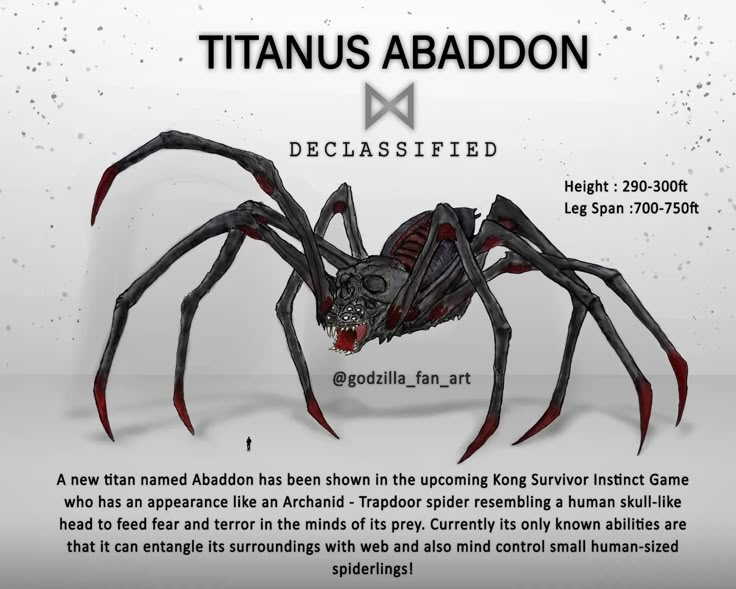 TITANUS ABADDON
DECLASSIFIED
Height : 290-300ft
Leg Span :700-750ft
@godzilla_fan_art
A new titan named Abaddon has been shown in the upcoming Kong Survivor Instinct Game
who has an appearance like an Archanid - Trapdoor spider resembling a human skull-like
head to feed fear and terror in the minds of its prey. Currently its only known abilities are
that it can entangle its surroundings with web and also mind control small human-sized
spiderlings!